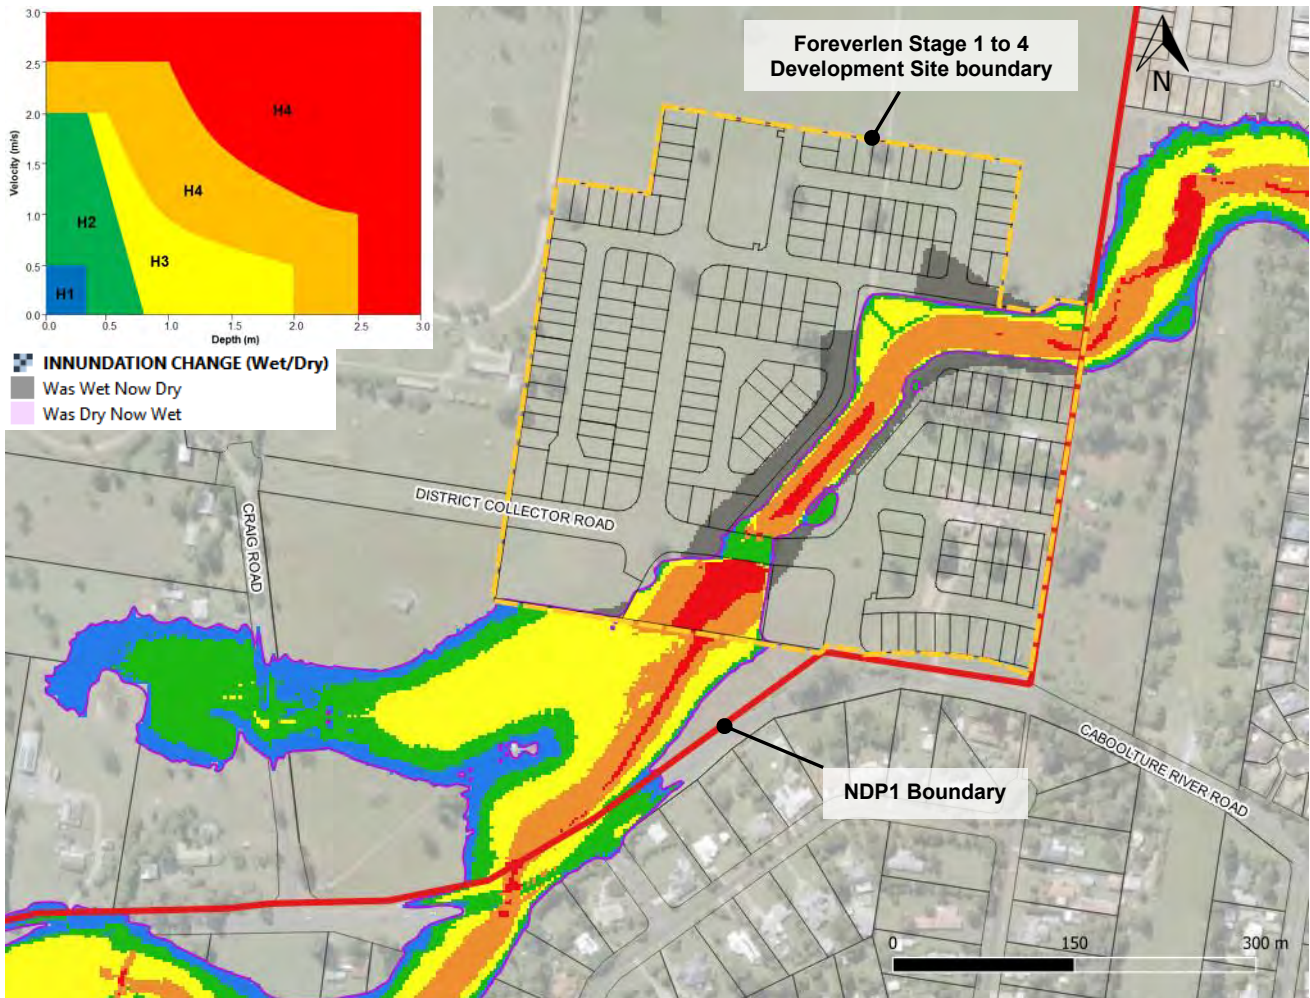 3.0
2.5
2.0
1.5
1.0
0.5
0.0
Velocity (m/s)
H4
H4
H2
H3
H1
0.0 0.5 1.0 1.5 2.0 2.5 3.0
Depth (m)
INNUNDATION CHANGE (Wet/Dry)
Was Wet Now Dry
Was Dry Now Wet
Foreverlen Stage 1 to 4
Development Site boundary
N
DISTRICT COLLECTOR ROAD
CRAIG ROAD
CABOOLTURE RIVER ROAD
NDP1 Boundary
0 150 300 m